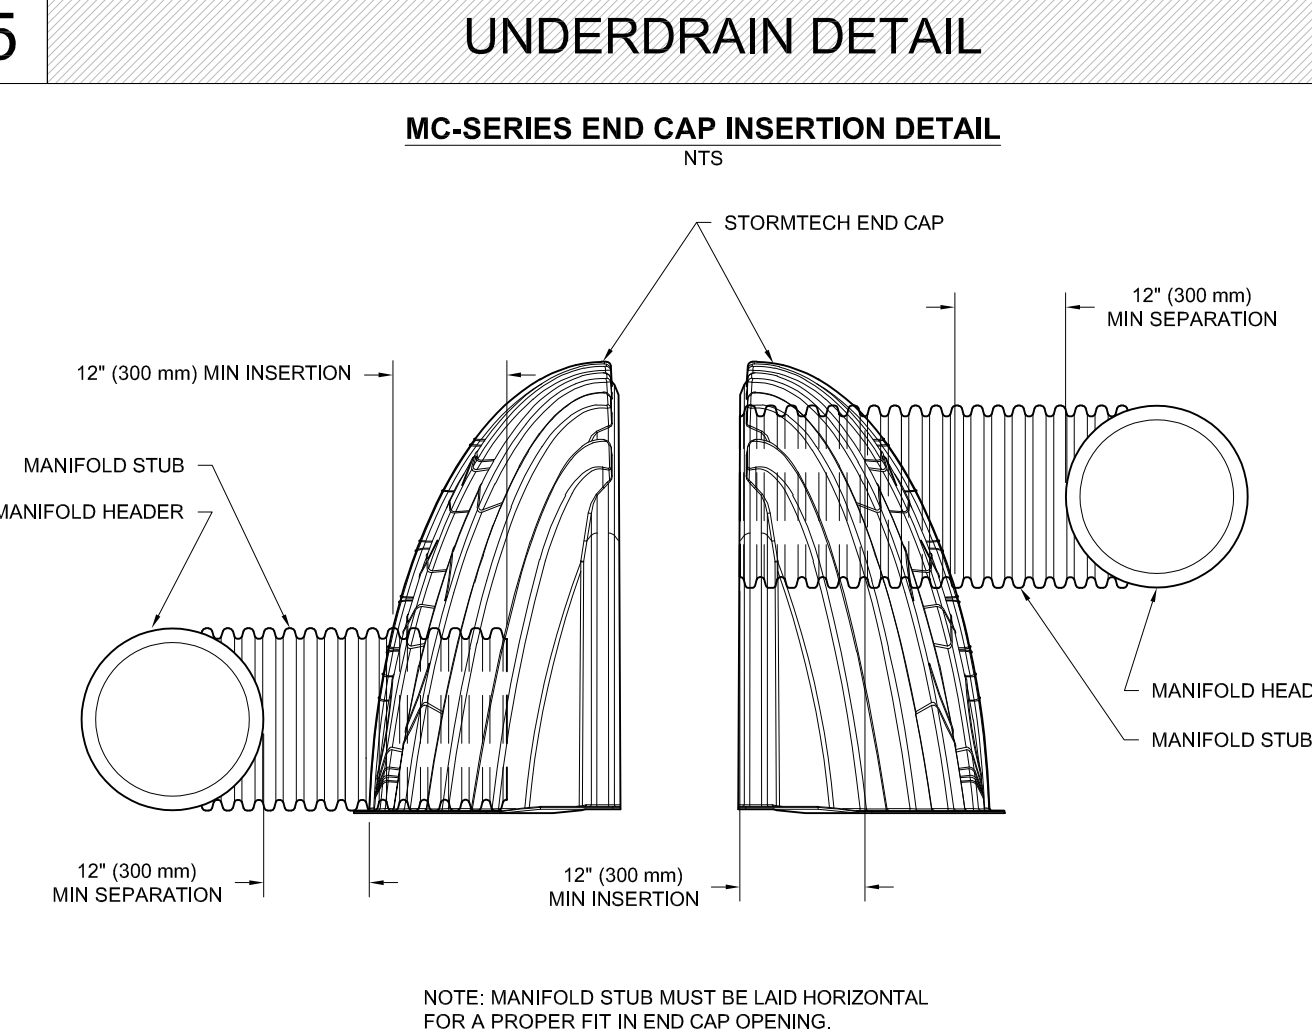 5
UNDERDRAIN DETAIL
MC-SERIES END CAP INSERTION DETAIL
NTS
STORMTECH END CAP
12" (300 mm)
MIN SEPARATION
12" (300 mm) MIN INSERTION
MANIFOLD STUB
MANIFOLD HEADER
MANIFOLD HEAD
MANIFOLD STUB
12" (300 mm)
MIN SEPARATION
12" (300 mm)
MIN INSERTION
NOTE: MANIFOLD STUB MUST BE LAID HORIZONTAL
FOR A PROPER FIT IN END CAP OPENING.